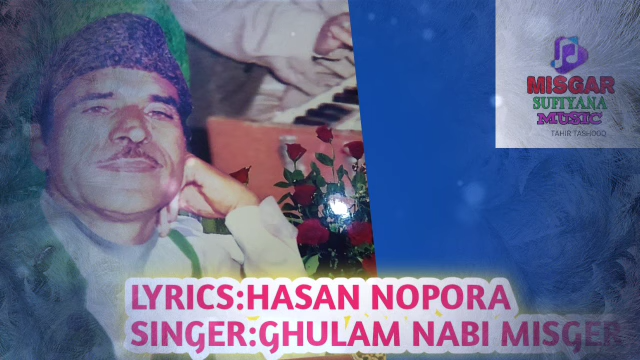 MISGAR
SUFIYANA
MUSIC
TAHIR TASHOOQ
LYRICS:HASAN NOPORA
SINGER:GHULAM NABI MISGER